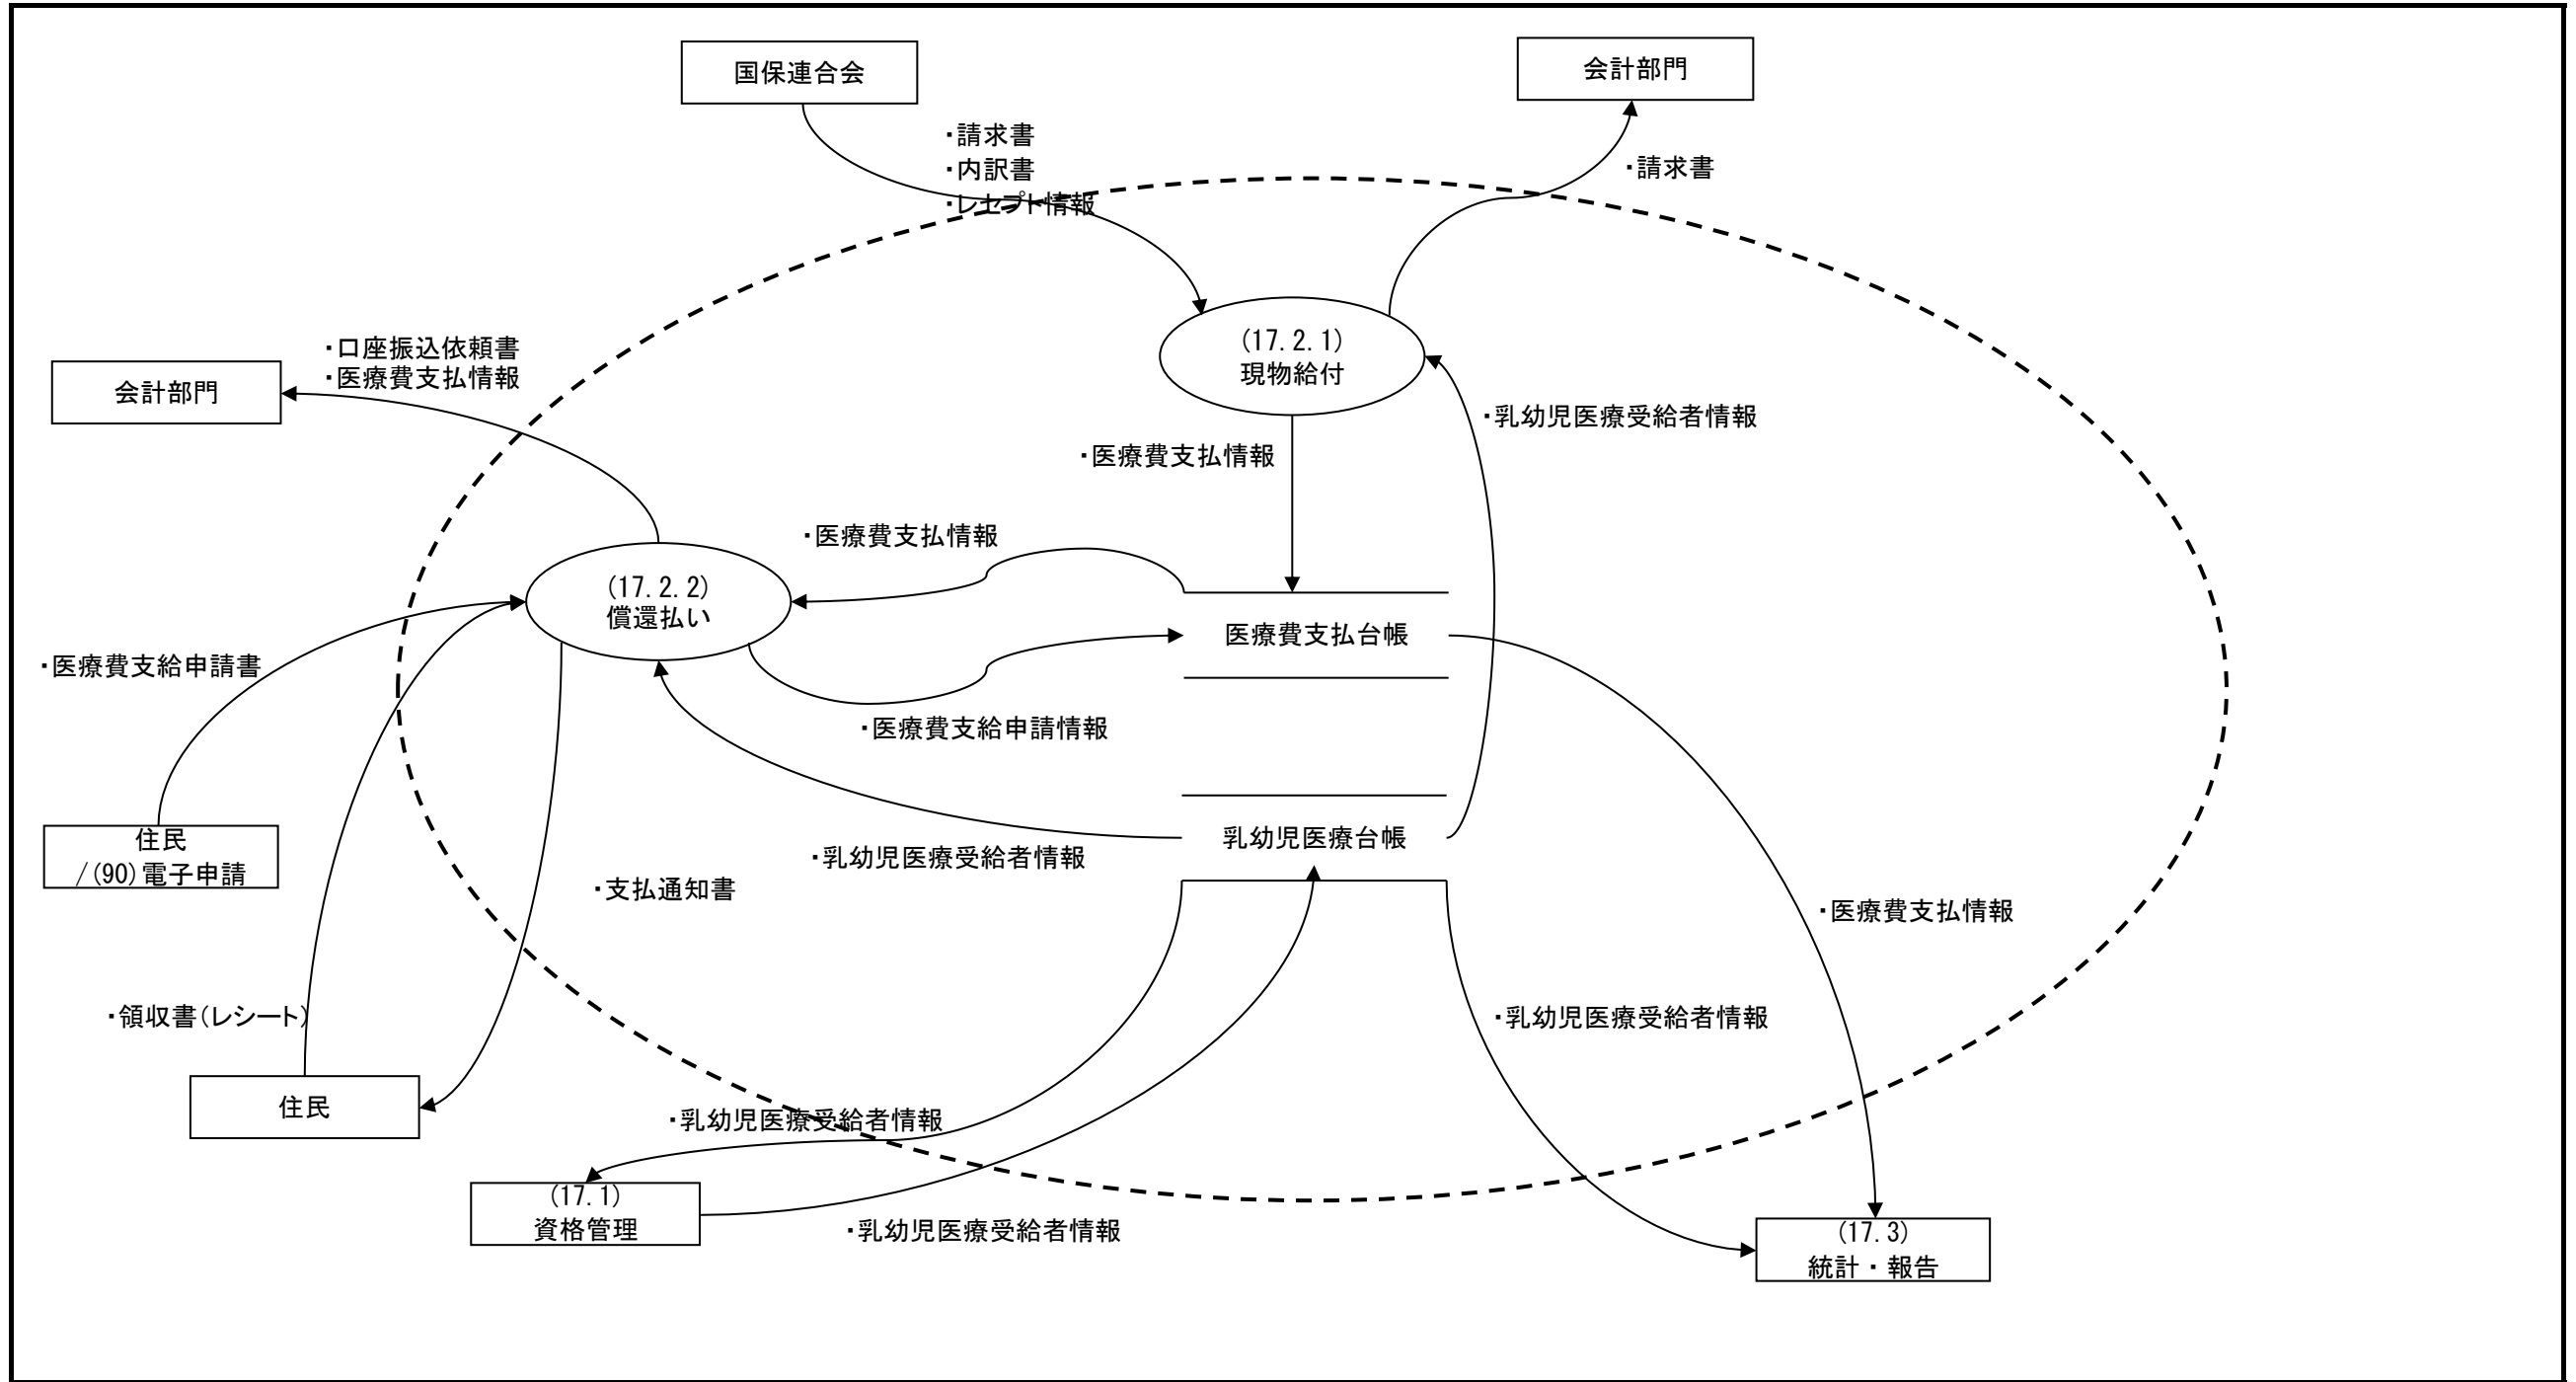 国保連合会
会計部門
・請求書
・内訳書
・レセプト情報
・請求書
(17.2.1)
現物給付
・口座振込依頼書
・医療費支払情報
会計部門
・乳幼児医療受給者情報
・医療費支払情報
・医療費支払情報
(17.2.2)
償還払い
医療費支払台帳
・医療費支給申請書
・医療費支給申請情報
住民
/(90)電子申請
乳幼児医療台帳
・乳幼児医療受給者情報
・支払通知書
・医療費支払情報
・領収書(レシート)
・乳幼児医療受給者情報
住民
・乳幼児医療受給者情報
(17.1)
資格管理
・乳幼児医療受給者情報
(17.3)
統計・報告